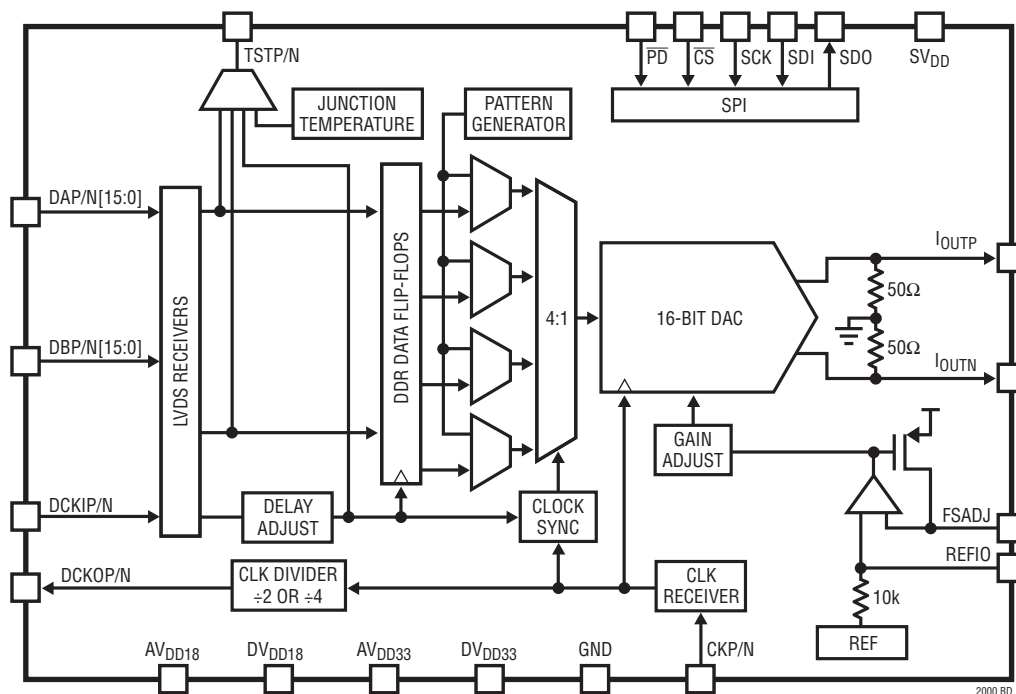 TSTP/N
P̅D̅
C̅S̅
SCK
SDI
SDO
SVDD
SPI
JUNCTION
TEMPERATURE
PATTERN
GENERATOR
DAP/N[15:0]
DBP/N[15:0]
DCKIP/N
LVDS RECEIVERS
DDR DATA FLIP-FLOPS
4:1
16-BIT DAC
IOUTP
50Ω
50Ω
IOUTN
GAIN
ADJUST
DELAY
ADJUST
CLOCK
SYNC
FSADJ
REFIO
DCKOP/N
CLK DIVIDER
÷2 OR ÷4
CLK
RECEIVER
10k
REF
AVDD18
DVDD18
AVDD33
DVDD33
GND
CKP/N
2000 BD